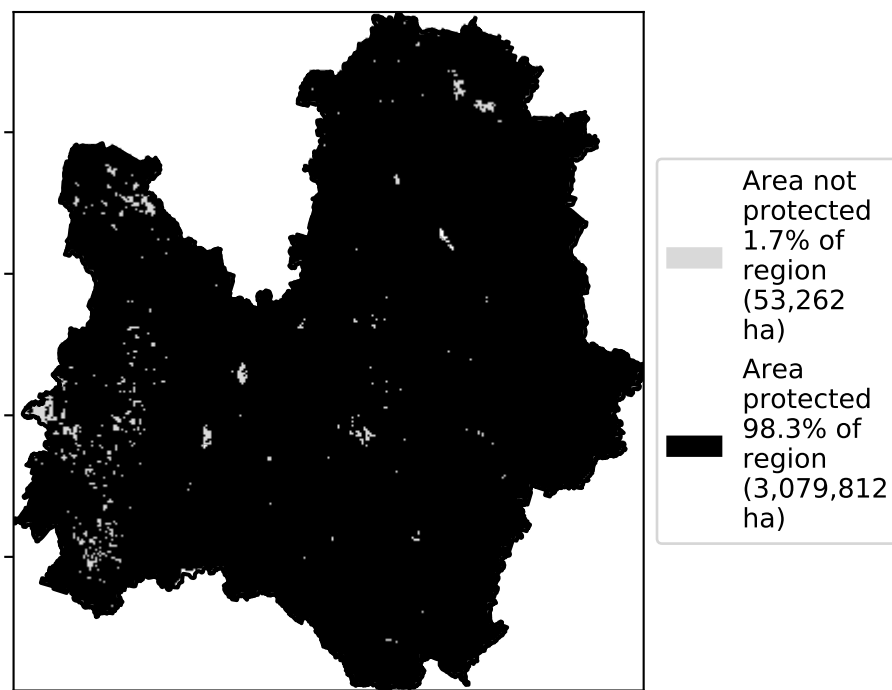 Area not
protected
1.7% of
region
(53,262
ha)
Area
protected
98.3% of
region
(3,079,812
ha)